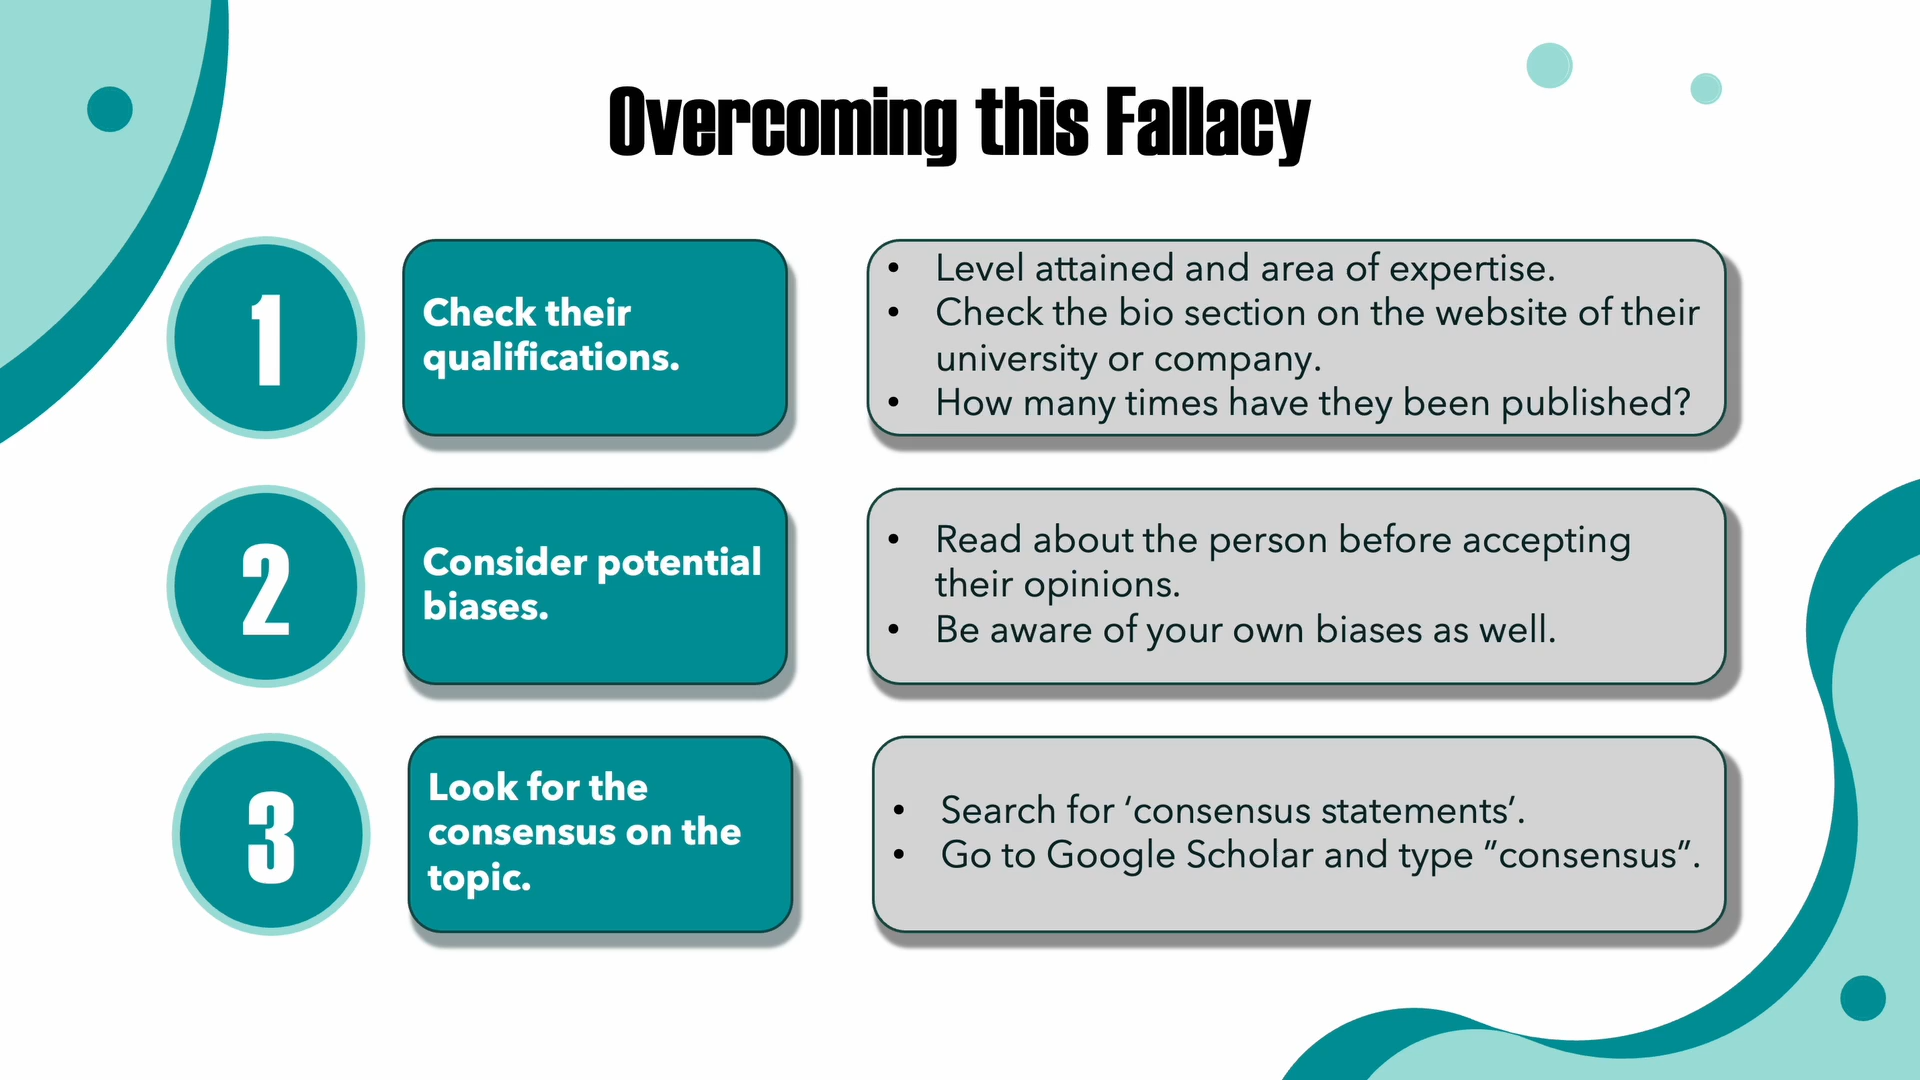 Overcoming this Fallacy
1
Check their
qualifications.
• Level attained and area of expertise.
• Check the bio section on the website of their
university or company.
• How many times have they been published?
2
Consider potential
biases.
• Read about the person before accepting
their opinions.
• Be aware of your own biases as well.
3
Look for the
consensus on the
topic.
• Search for ‘consensus statements’.
• Go to Google Scholar and type ”consensus”.